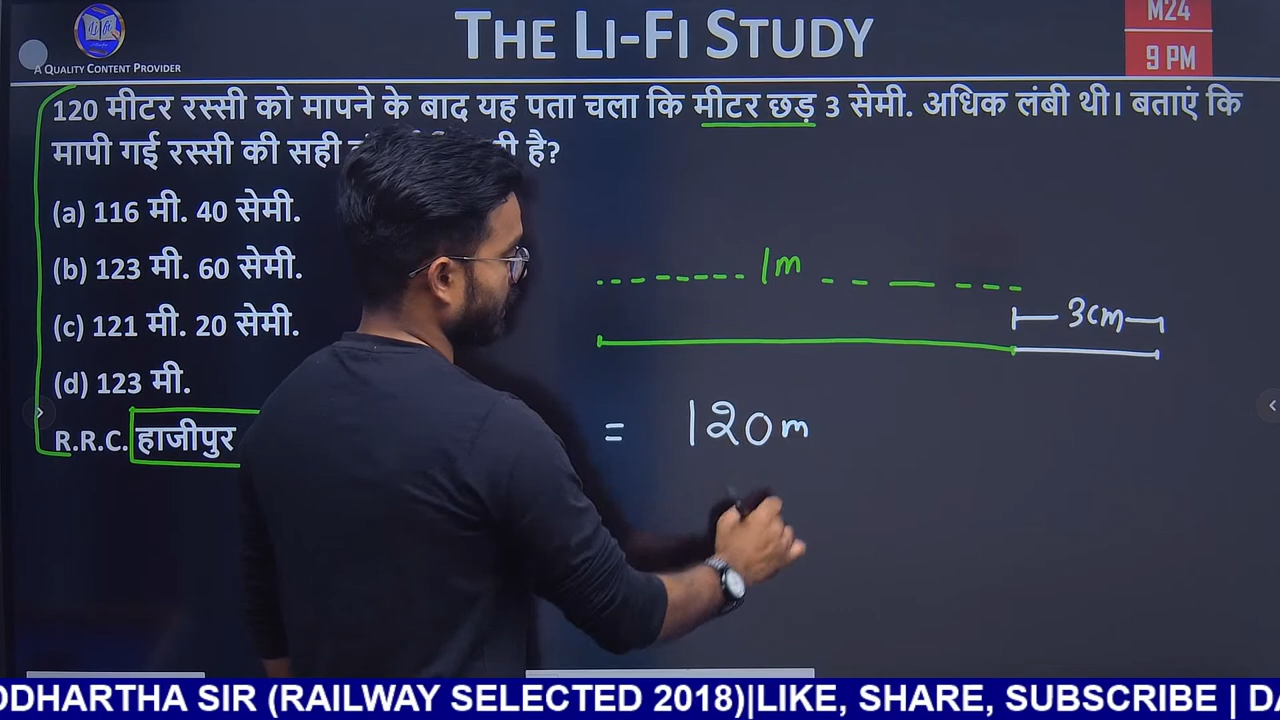 THE LI-FI STUDY
A QUALITY CONTENT PROVIDER
M24
9 PM
120 मीटर रस्सी को मापने के बाद यह पता चला कि मीटर छड़ 3 सेमी. अधिक लंबी थी। बताएं कि
मापी गई रस्सी की सही है?
(a) 116 मी. 40 सेमी.
(b) 123 मी. 60 सेमी.
(c) 121 मी. 20 सेमी.
(d) 123 मी.
R.R.C. हाजीपुर
1m
3cm
= 120m
DDHARTHA SIR (RAILWAY SELECTED 2018)|LIKE, SHARE, SUBSCRIBE | DA